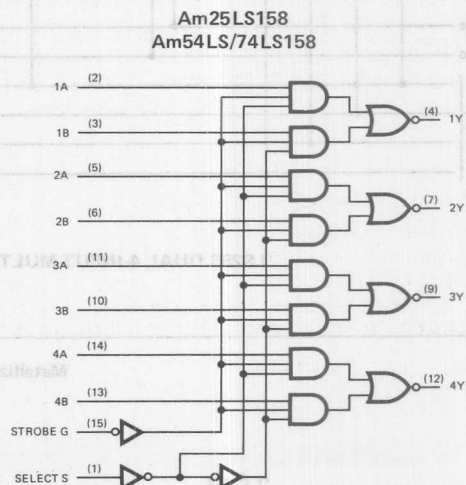 Am25LS158
Am54LS/74LS158
1A (2)
1B (3)
(4) 1Y
2A (5)
2B (6)
(7) 2Y
3A (11)
3B (10)
(9) 3Y
4A (14)
4B (13)
(12) 4Y
STROBE G (15)
SELECT S (1)